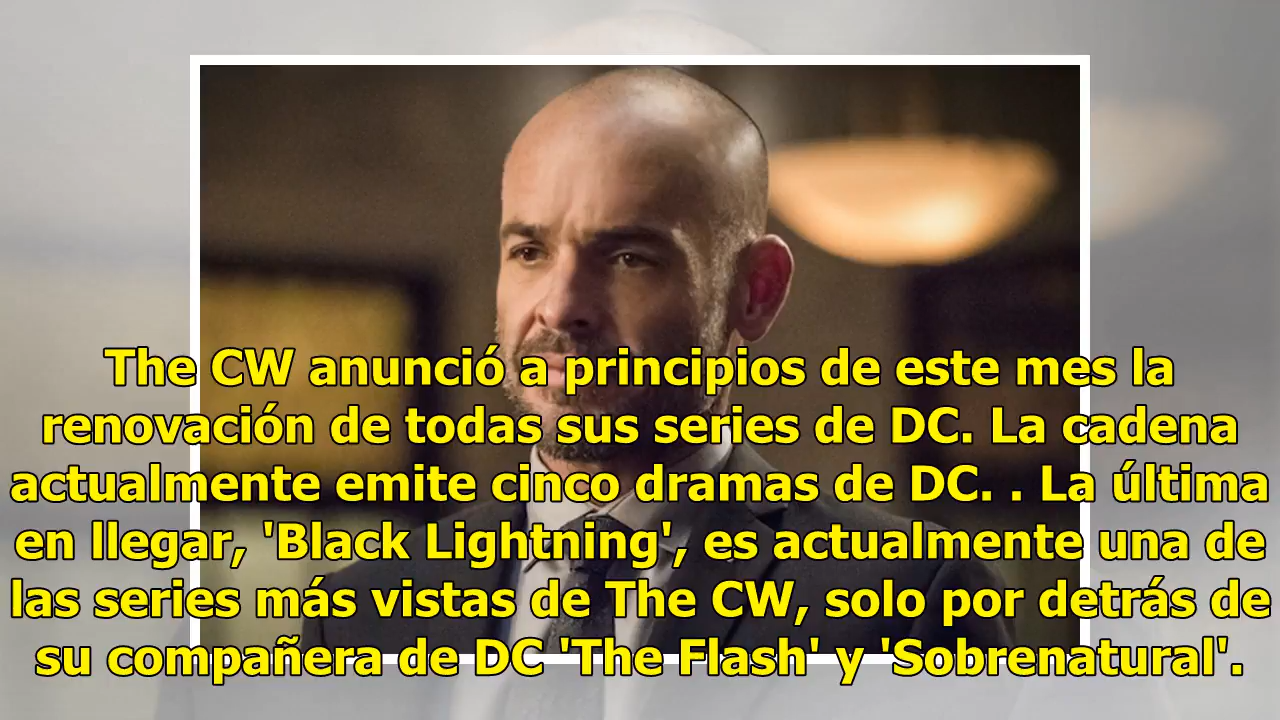 The CW anunció a principios de este mes la
renovación de todas sus series de DC. La cadena
actualmente emite cinco dramas de DC. . La última
en llegar, 'Black Lightning', es actualmente una de
las series más vistas de The CW, solo por detrás de
su compañera de DC 'The Flash' y 'Sobrenatural'.